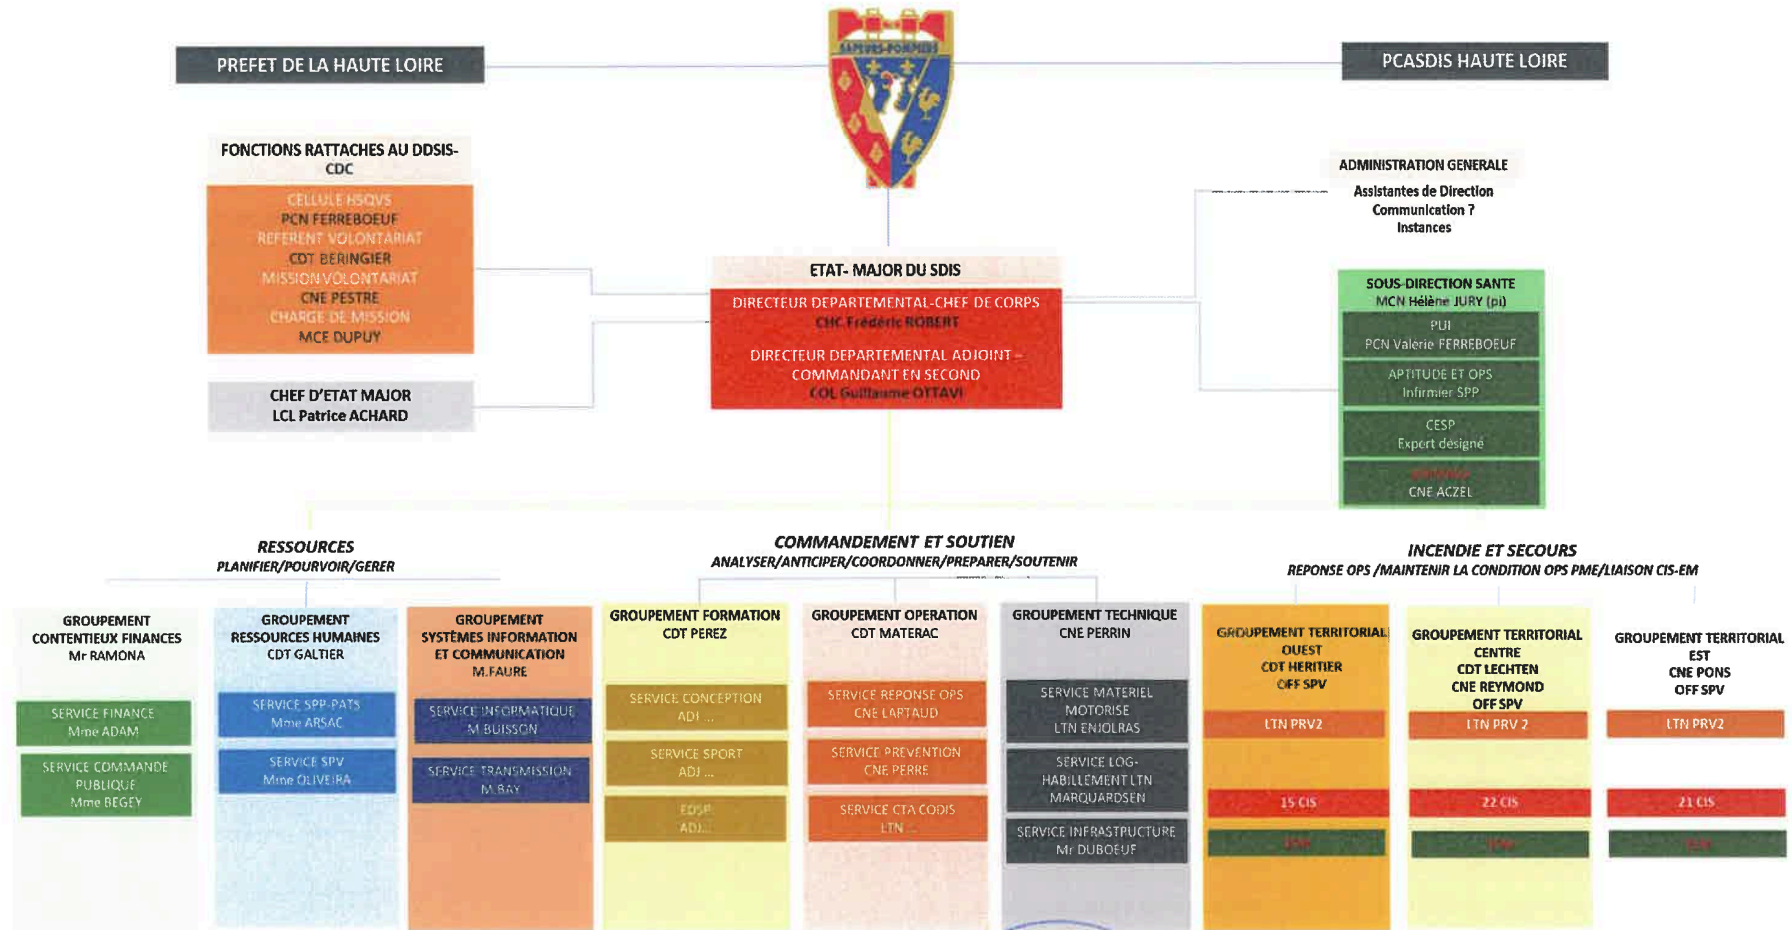 SAPEURS-POMPIERS
PREFET DE LA HAUTE LOIRE
PCASDIS HAUTE LOIRE
FONCTIONS RATTACHES AU DDSIS-
CDC
CELLULE HSQVS
PCN FERREBOEUF
REFERENT VOLONTARIAT
CDT BERINGIER
MISSION VOLONTARIAT
CNE PESTRE
CHARGE DE MISSION
MCE DUPUY
CHEF D'ETAT MAJOR
LCL Patrice ACHARD
ETAT- MAJOR DU SDIS
DIRECTEUR DEPARTEMENTAL-CHEF DE CORPS
CHC Frédéric ROBERT
DIRECTEUR DEPARTEMENTAL ADJOINT –
COMMANDANT EN SECOND
COL Guillaume OTTAVI
ADMINISTRATION GENERALE
Assistantes de Direction
Communication ?
Instances
SOUS-DIRECTION SANTE
MCN Hélène JURY (pi)
PUI
PCN Valérie FERREBOEUF
APTITUDE ET OPS
Infirmier SPP
CESP
Expert désigné
CNE ACZEL
RESSOURCES
PLANIFIER/POURVOIR/GERER
COMMANDEMENT ET SOUTIEN
ANALYSER/ANTICIPER/COORDONNER/PREPARER/SOUTENIR
INCENDIE ET SECOURS
REPONSE OPS /MAINTENIR LA CONDITION OPS PME/LIAISON CIS-EM
GROUPEMENT
CONTENTIEUX FINANCES
Mr RAMONA
SERVICE FINANCE
Mme ADAM
SERVICE COMMANDE
PUBLIQUE
Mme BEGEY
GROUPEMENT
RESSOURCES HUMAINES
CDT GALTIER
SERVICE SPP-PATS
Mme ARSAC
SERVICE SPV
Mme OLIVEIRA
GROUPEMENT
SYSTÈMES INFORMATION
ET COMMUNICATION
M.FAURE
SERVICE INFORMATIQUE
M.BUISSON
SERVICE TRANSMISSION
M.BAY
GROUPEMENT FORMATION
CDT PEREZ
SERVICE CONCEPTION
ADJ ...
SERVICE SPORT
ADJ ...
EDSP
ADJ...
GROUPEMENT OPERATION
CDT MATERAC
SERVICE REPONSE OPS
CNE LARTAUD
SERVICE PREVENTION
CNE PERRE
SERVICE CTA CODIS
LTN ...
GROUPEMENT TECHNIQUE
CNE PERRIN
SERVICE MATERIEL
MOTORISE
LTN ENJOLRAS
SERVICE LOG-
HABILLEMENT LTN
MARQUARDSEN
SERVICE INFRASTRUCTURE
Mr DUBOEUF
GROUPEMENT TERRITORIAL
OUEST
CDT HERITIER
OFF SPV
LTN PRV2
15 CIS
GROUPEMENT TERRITORIAL
CENTRE
CDT LECHTEN
CNE REYMOND
OFF SPV
LTN PRV 2
22 CIS
GROUPEMENT TERRITORIAL
EST
CNE PONS
OFF SPV
LTN PRV2
21 CIS